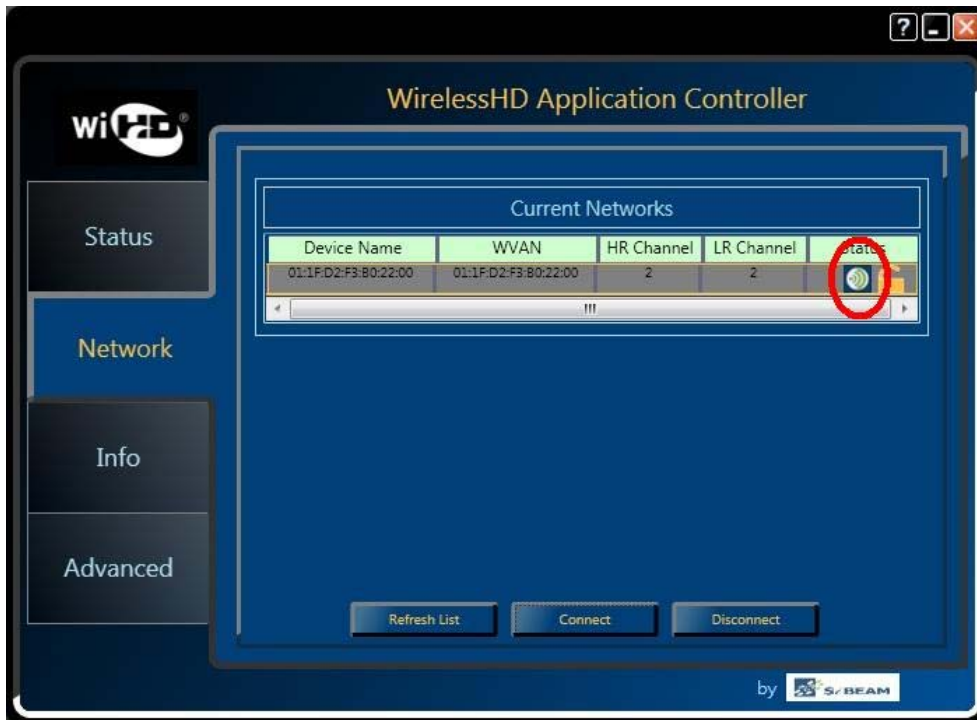 ?
WirelessHD Application Controller
wiHD®
Status
Network
Info
Advanced
Current Networks
Device Name WVAN HR Channel LR Channel Status
01:1F:D2:F3:B0:22:00 01:1F:D2:F3:B0:22:00 2 2
Refresh List Connect Disconnect
by SiBEAM